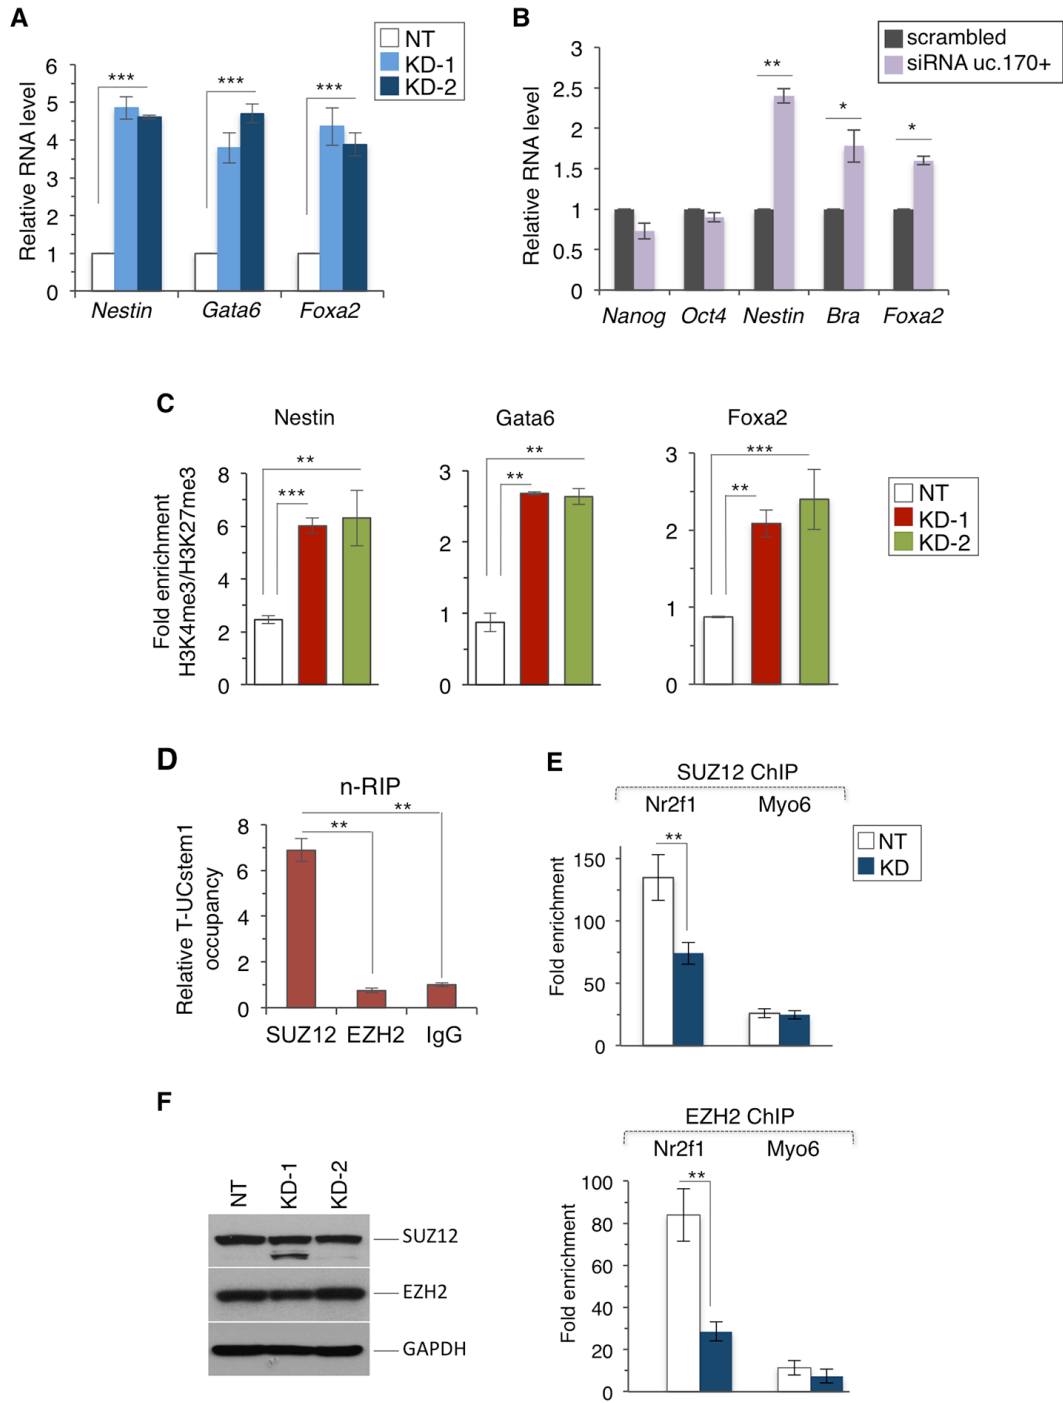 A
NT
KD-1
KD-2
Relative RNA level
6
5
4
3
2
1
0
***
***
***
Nestin
Gata6
Foxa2
B
scrambled
siRNA uc.170+
Relative RNA level
3
2.5
2
1.5
1
0.5
0
**
*
*
Nanog
Oct4
Nestin
Bra
Foxa2
C
Fold enrichment
H3K4me3/H3K27me3
Nestin
8
6
4
2
0
**
***
Gata6
3
2
1
0
**
**
Foxa2
3
2
1
0
***
**
NT
KD-1
KD-2
D
n-RIP
Relative T-UCstem1
occupancy
8
6
4
2
0
**
**
SUZ12
EZH2
IgG
E
SUZ12 ChIP
Nr2f1
Myo6
NT
KD
Fold enrichment
150
100
50
0
**
EZH2 ChIP
Nr2f1
Myo6
Fold enrichment
100
80
60
40
20
0
**
F
NT
KD-1
KD-2
SUZ12
EZH2
GAPDH